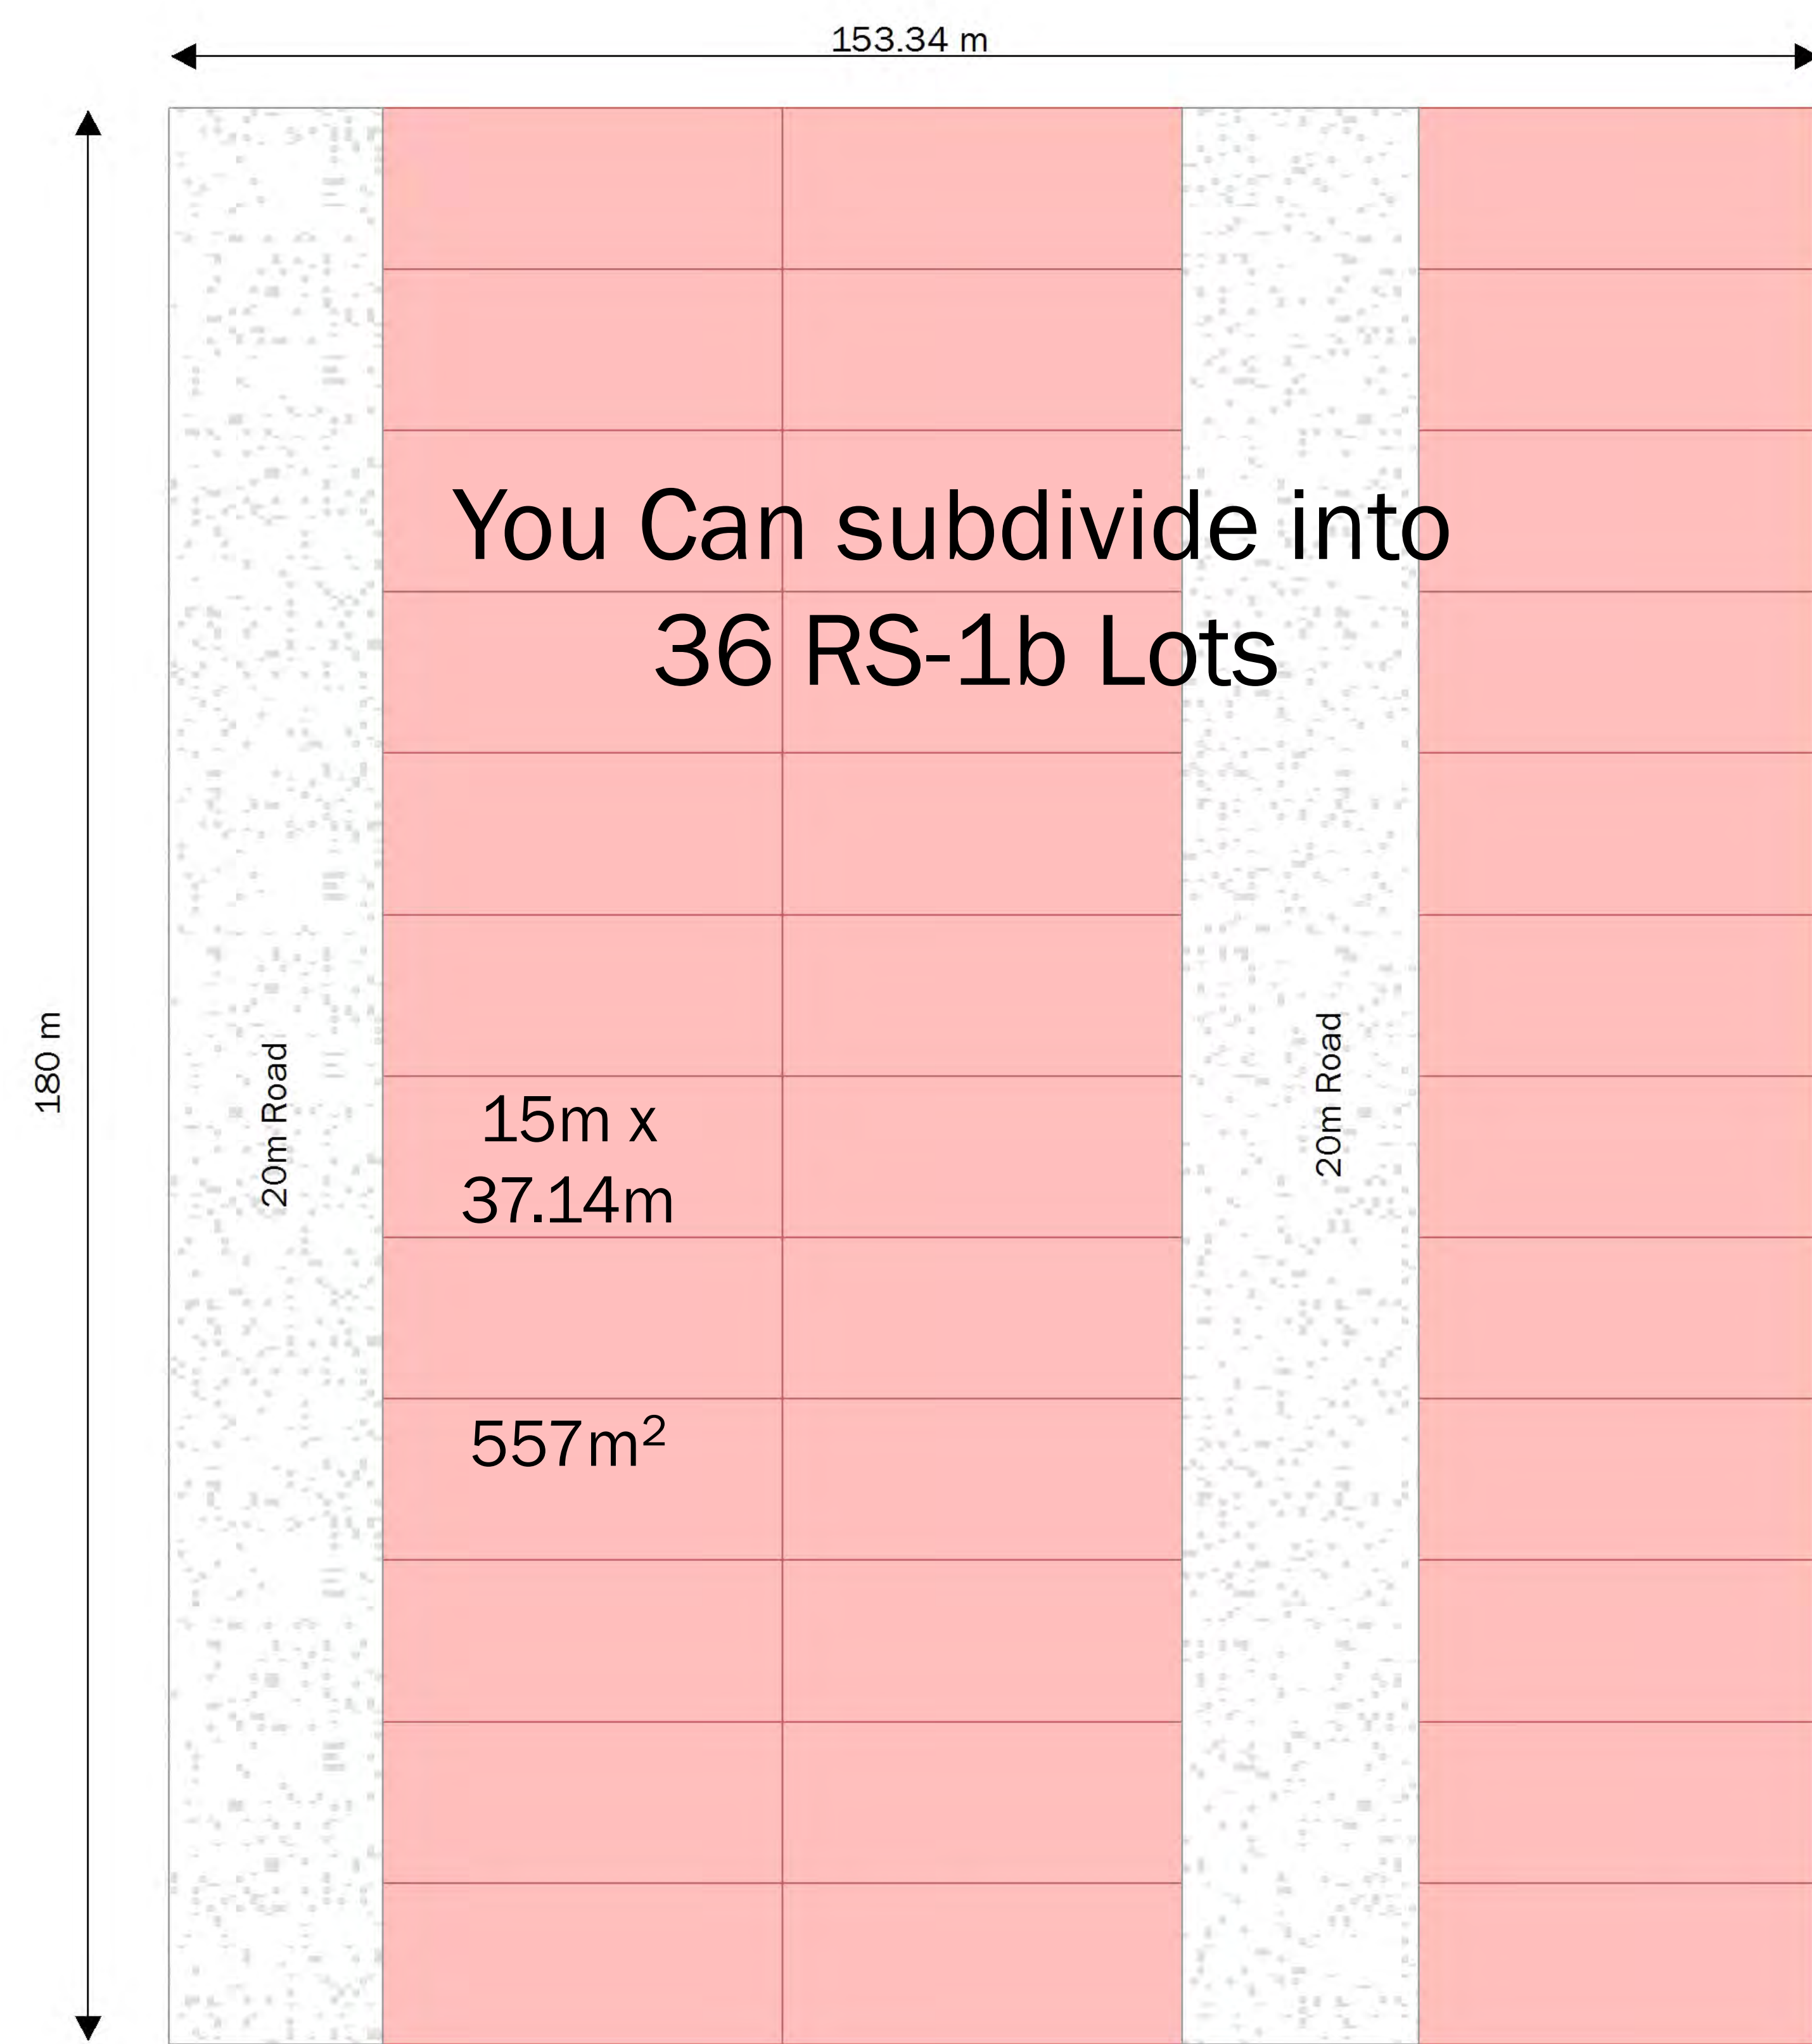 153.34 m
You Can subdivide into
36 RS-1b Lots
180 m
20m Road
20m Road
15m x
37.14m
557m²